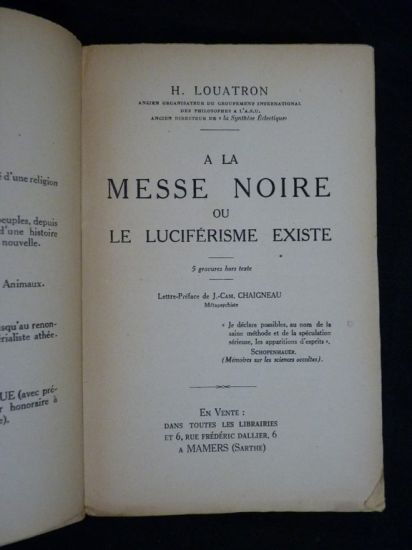 é d'une religion
euples, depuis
d'une histoire
nouvelle.
Animaux.
usqu'au renon-
érialiste athée.
UE (avec pré-
r honoraire à
e).
H. LOUATRON
ANCIEN ORGANISATEUR DU GROUPEMENT INTERNATIONAL
DES PHILOSOPHES A L'A.N.U.
ANCIEN DIRECTEUR DE « la Synthèse Éclectique»
A LA
MESSE NOIRE
OU
LE LUCIFÉRISME EXISTE
5 gravures hors texte
Lettre-Préface de J.-CAM. CHAIGNEAU
Métapsychiste
« Je déclare possibles, au nom de la
saine méthode et de la spéculation
sérieuse, les apparitions d'esprits ».
SCHOPENHAUER.
(Mémoires sur les sciences occultes).
EN VENTE :
DANS TOUTES LES LIBRAIRIES
ET 6, RUE FRÉDÉRIC DALLIER, 6
A MAMERS (SARTHE)